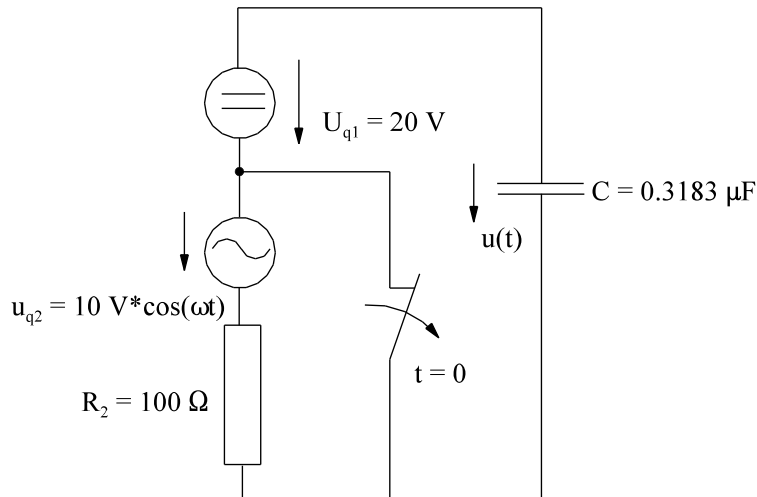 U_q1 = 20 V
C = 0.3183 µF
u(t)
u_q2 = 10 V*cos(ωt)
t = 0
R_2 = 100 Ω